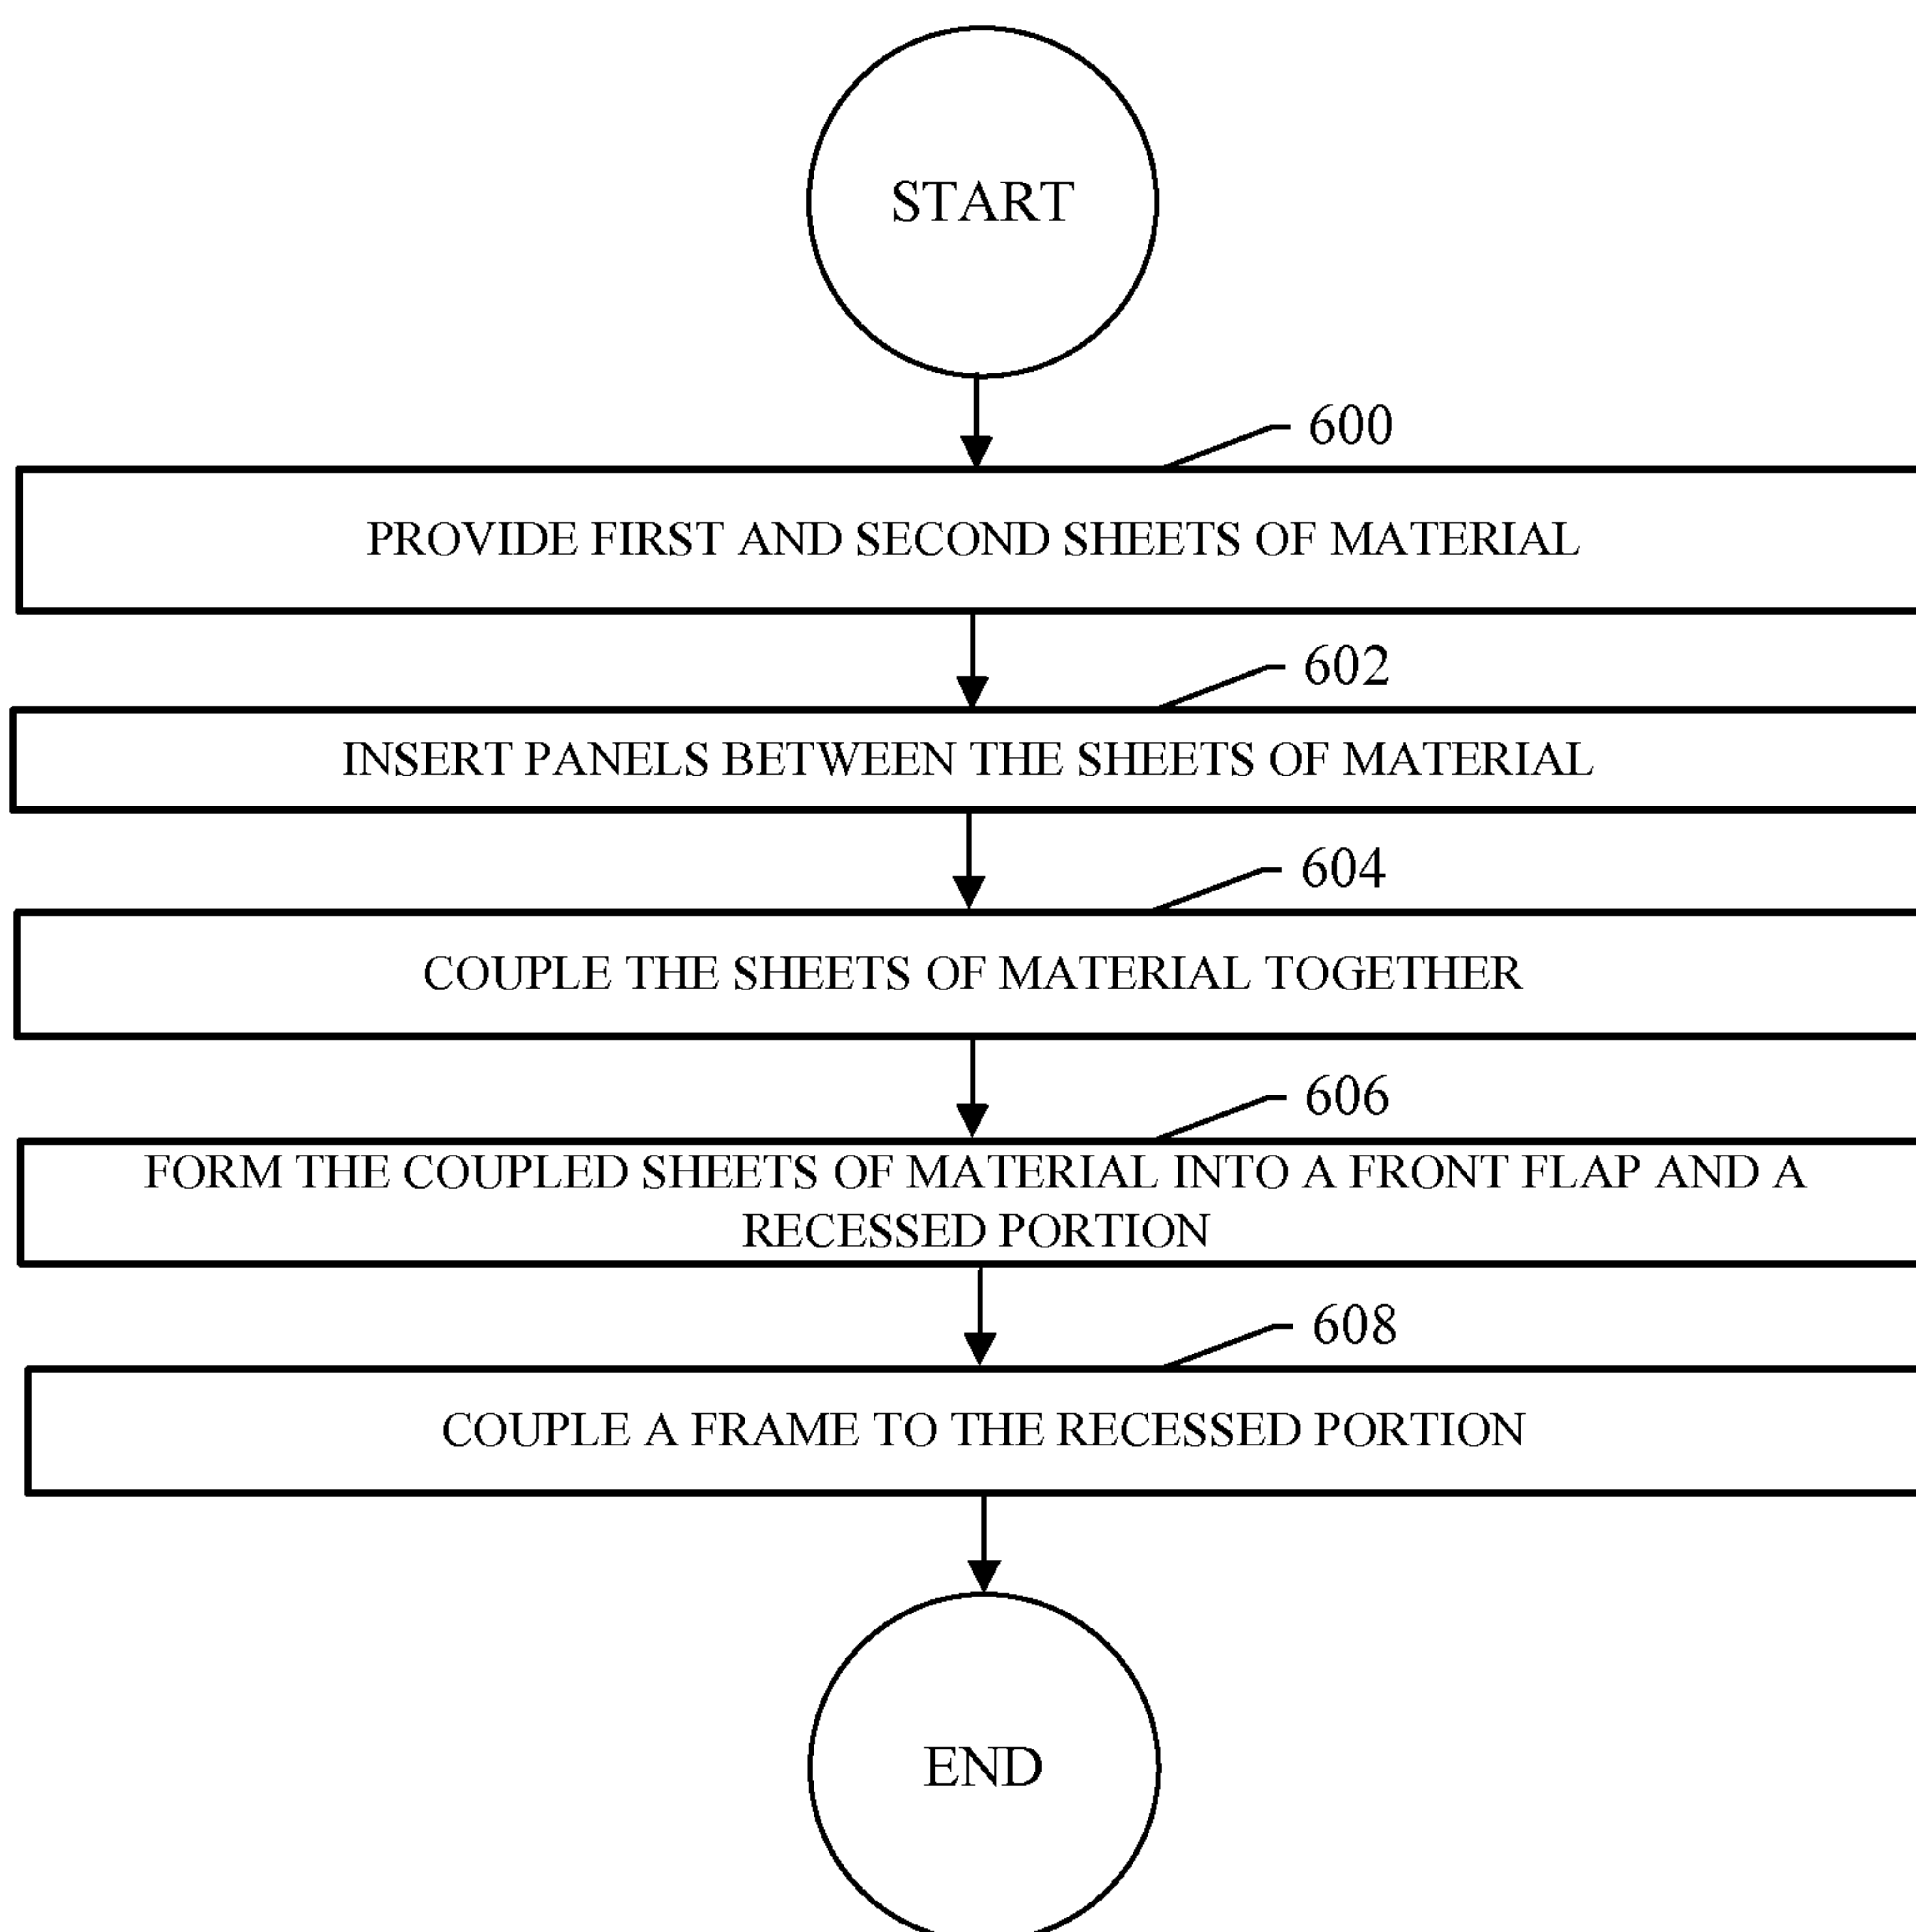 START
600
PROVIDE FIRST AND SECOND SHEETS OF MATERIAL
602
INSERT PANELS BETWEEN THE SHEETS OF MATERIAL
604
COUPLE THE SHEETS OF MATERIAL TOGETHER
606
FORM THE COUPLED SHEETS OF MATERIAL INTO A FRONT FLAP AND A
RECESSED PORTION
608
COUPLE A FRAME TO THE RECESSED PORTION
END